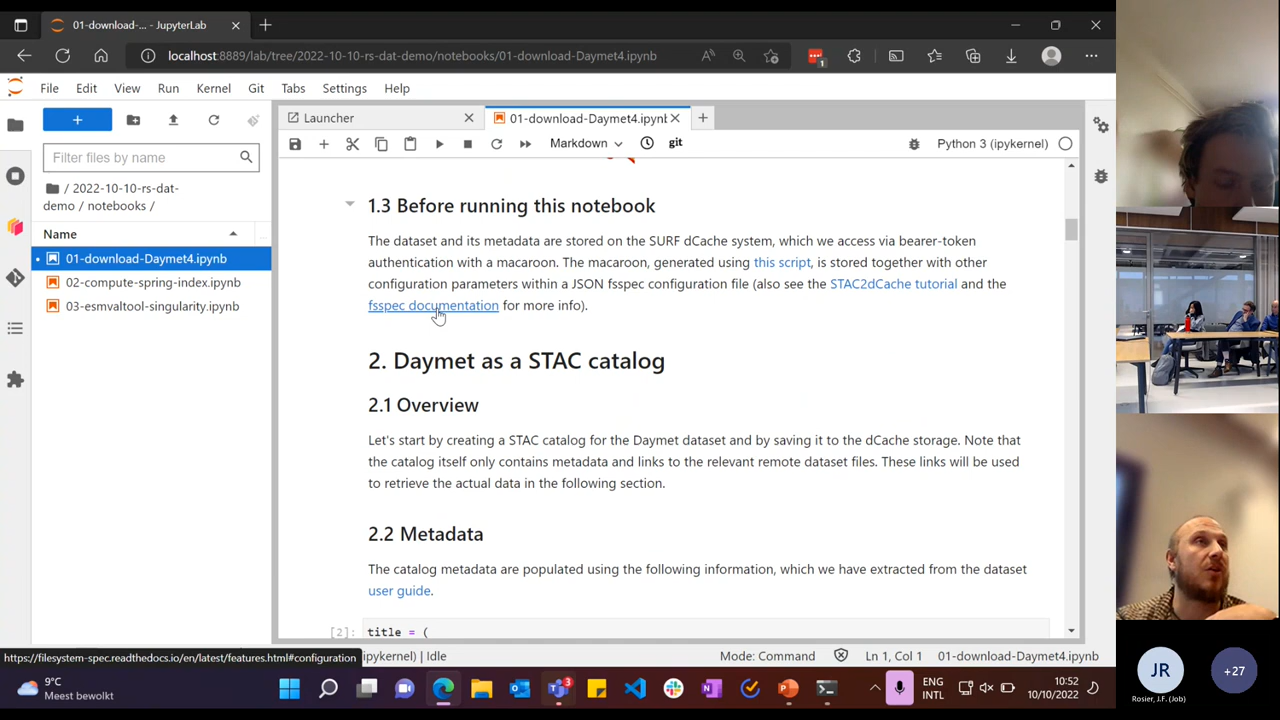 01-download-... - JupyterLab
localhost:8889/lab/tree/2022-10-10-rs-dat-demo/notebooks/01-download-Daymet4.ipynb
1
File Edit View Run Kernel Git Tabs Settings Help
Launcher
01-download-Daymet4.ipynb
Markdown
git
Python 3 (ipykernel)
Filter files by name
/ 2022-10-10-rs-dat-
demo / notebooks /
Name
01-download-Daymet4.ipynb
02-compute-spring-index.ipynb
03-esmvaltool-singularity.ipynb
1.3 Before running this notebook
The dataset and its metadata are stored on the SURF dCache system, which we access via bearer-token
authentication with a macaroon. The macaroon, generated using this script, is stored together with other
configuration parameters within a JSON fsspec configuration file (also see the STAC2dCache tutorial and the
fsspec documentation for more info).
2. Daymet as a STAC catalog
2.1 Overview
Let's start by creating a STAC catalog for the Daymet dataset and by saving it to the dCache storage. Note that
the catalog itself only contains metadata and links to the relevant remote dataset files. These links will be used
to retrieve the actual data in the following section.
2.2 Metadata
The catalog metadata are populated using the following information, which we have extracted from the dataset
user guide.
[2]: title = (
https://filesystem-spec.readthedocs.io/en/latest/features.html#configuration
ipykernel) | Idle
Mode: Command
Ln 1, Col 1
01-download-Daymet4.ipynb
9°C
Meest bewolkt
3
ENG
INTL
10:52
10/10/2022
JR
Rosier, J.F. (Job)
+27